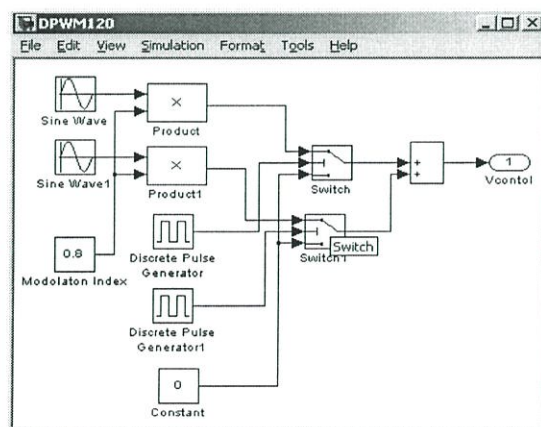 DPWM120
File Edit View Simulation Format Tools Help
Sine Wave
×
Product
Sine Wave1
×
Product1
Switch
+
+
1
Vcontol
0.8
Modolaton Index
Discrete Pulse
Generator
Switch
Switch1
Discrete Pulse
Generator1
0
Constant